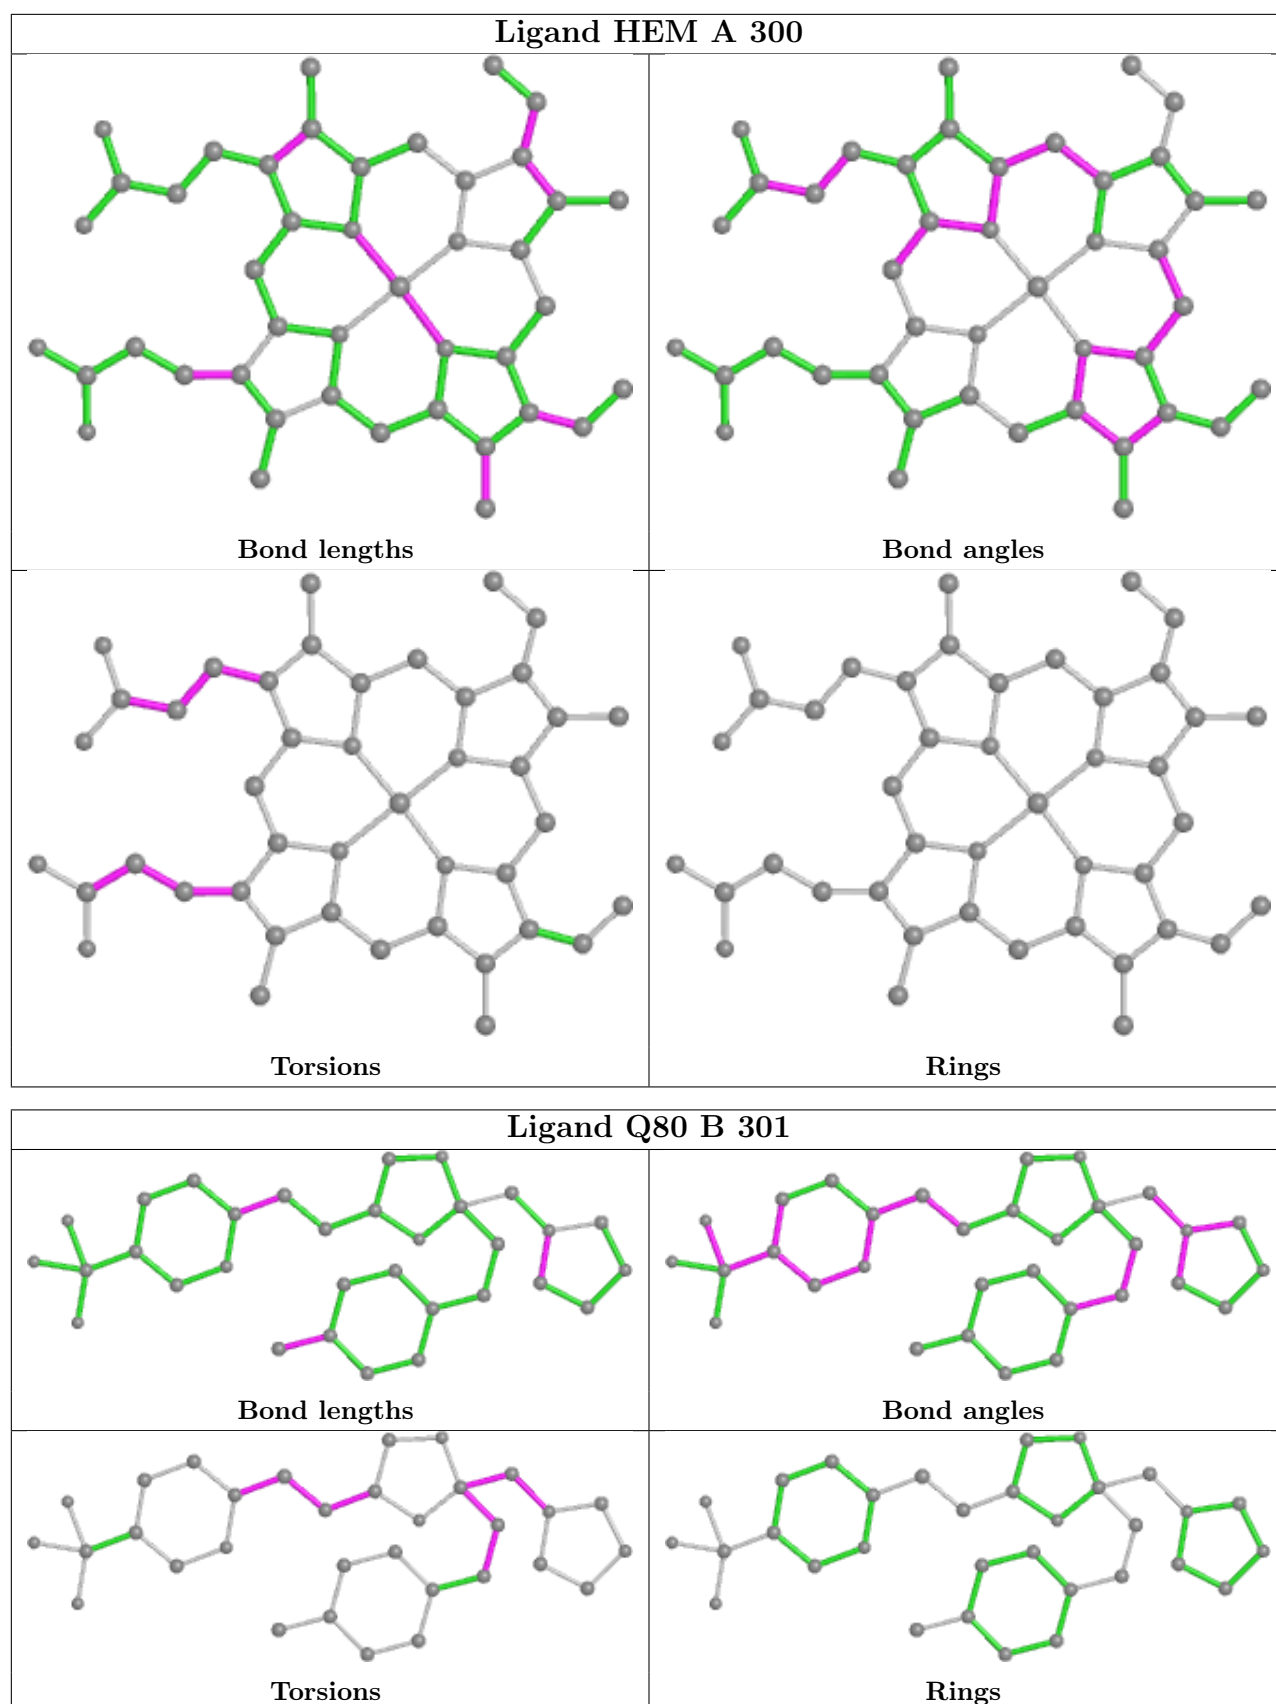 Ligand HEM A 300
Bond lengths
Bond angles
Torsions
Rings
Ligand Q80 B 301
Bond lengths
Bond angles
Torsions
Rings